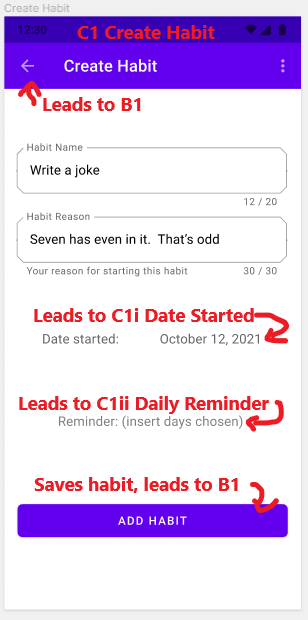 Create Habit
12:30
C1 Create Habit
Create Habit
Leads to B1
Habit Name
Write a joke
12 / 20
Habit Reason
Seven has even in it.  That's odd
Your reason for starting this habit
30 / 30
Leads to C1i Date Started
Date started: October 12, 2021
Leads to C1ii Daily Reminder
Reminder: (insert days chosen)
Saves habit, leads to B1
ADD HABIT